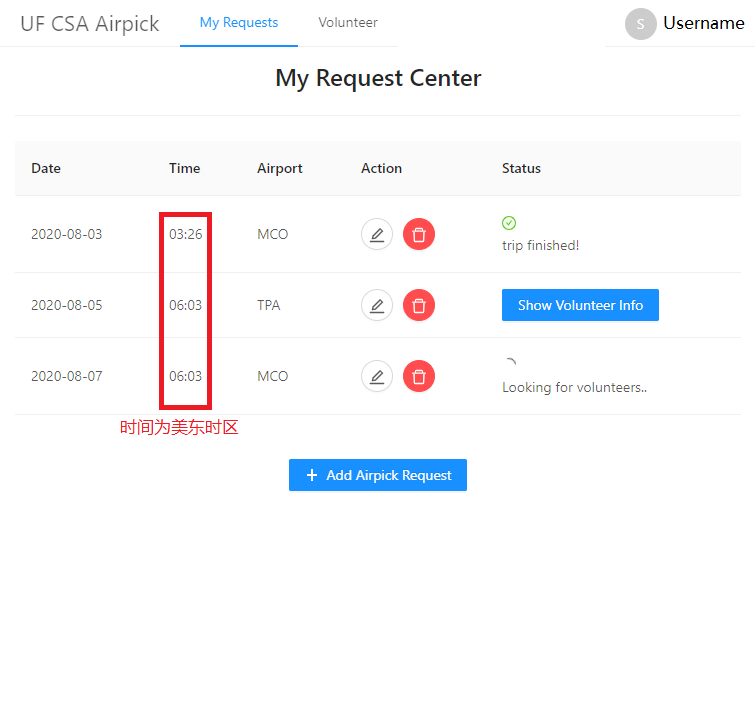 UF CSA Airpick My Requests Volunteer S Username
My Request Center
Date Time Airport Action Status
2020-08-03 03:26 MCO trip finished!
2020-08-05 06:03 TPA Show Volunteer Info
2020-08-07 06:03 MCO Looking for volunteers..
时间为美东时区
+ Add Airpick Request